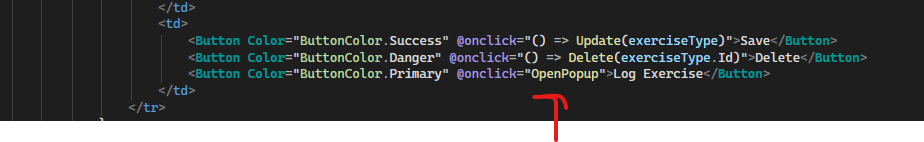 </td>
<td>
<Button Color="ButtonColor.Success" @onclick="() => Update(exerciseType)">Save</Button>
<Button Color="ButtonColor.Danger" @onclick="() => Delete(exerciseType.Id)">Delete</Button>
<Button Color="ButtonColor.Primary" @onclick="OpenPopup">Log Exercise</Button>
</td>
</tr>